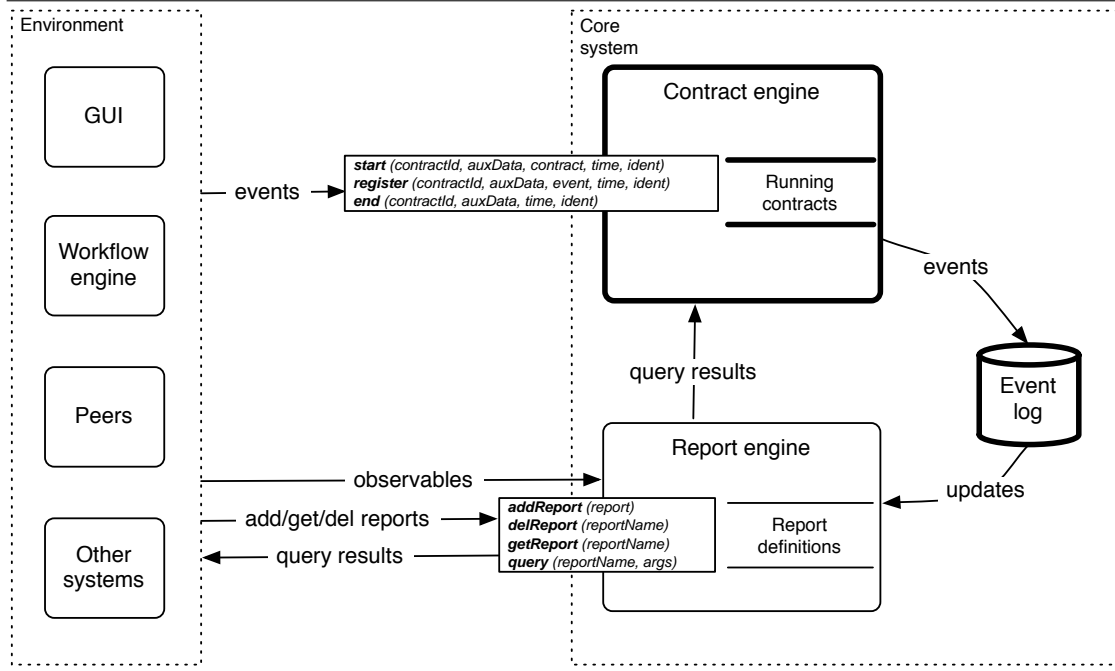 Environment
GUI
Workflow
engine
Peers
Other
systems
events
observables
add/get/del reports
query results
Core
system
Contract engine
start (contractId, auxData, contract, time, ident)
register (contractId, auxData, event, time, ident)
end (contractId, auxData, time, ident)
Running
contracts
events
query results
Event
log
updates
Report engine
addReport (report)
delReport (reportName)
getReport (reportName)
query (reportName, args)
Report
definitions